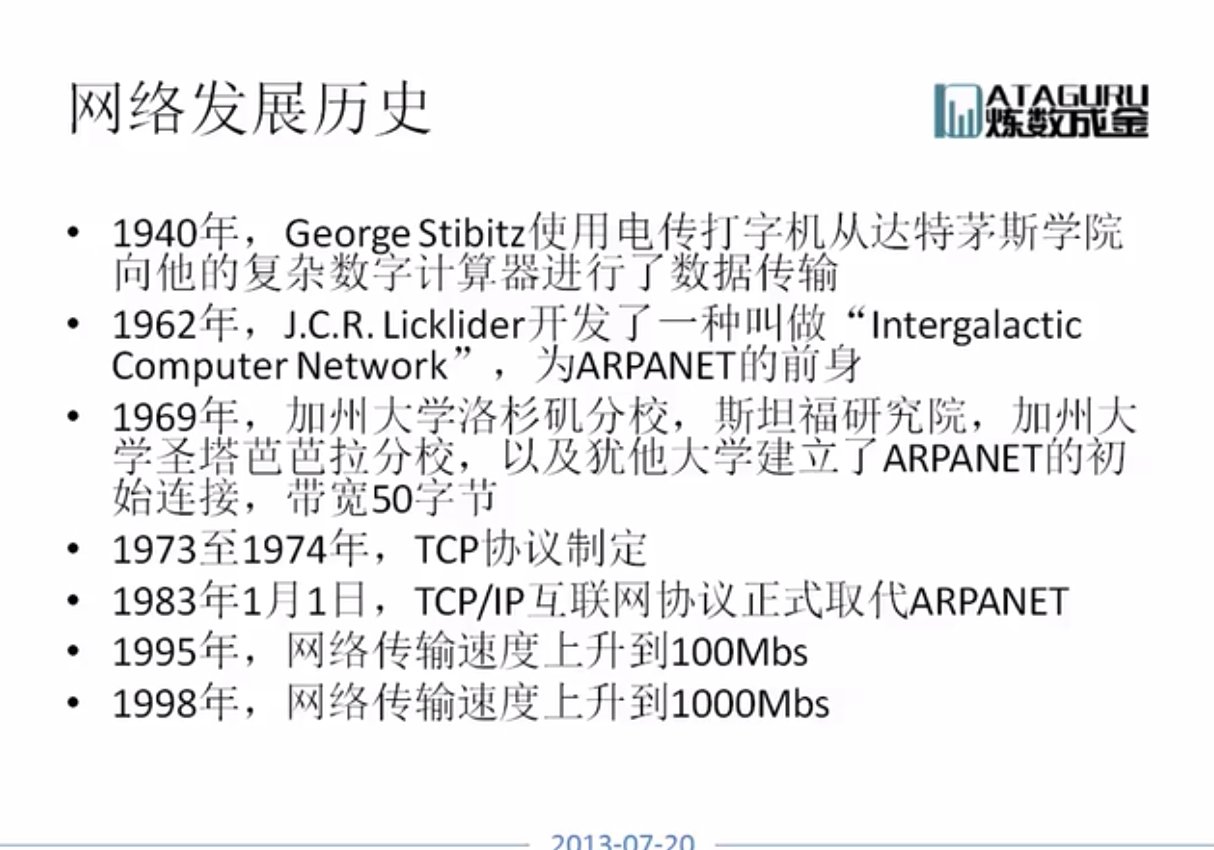 网络发展历史
ATAGURU
炼数成金
• 1940年，George Stibitz使用电传打字机从达特茅斯学院
向他的复杂数字计算器进行了数据传输
• 1962年，J.C.R. Licklider开发了一种叫做“Intergalactic
Computer Network”，为ARPANET的前身
• 1969年，加州大学洛杉矶分校，斯坦福研究院，加州大
学圣塔芭芭拉分校，以及犹他大学建立了ARPANET的初
始连接，带宽50字节
• 1973至1974年，TCP协议制定
• 1983年1月1日，TCP/IP互联网协议正式取代ARPANET
• 1995年，网络传输速度上升到100Mbs
• 1998年，网络传输速度上升到1000Mbs
2013-07-20